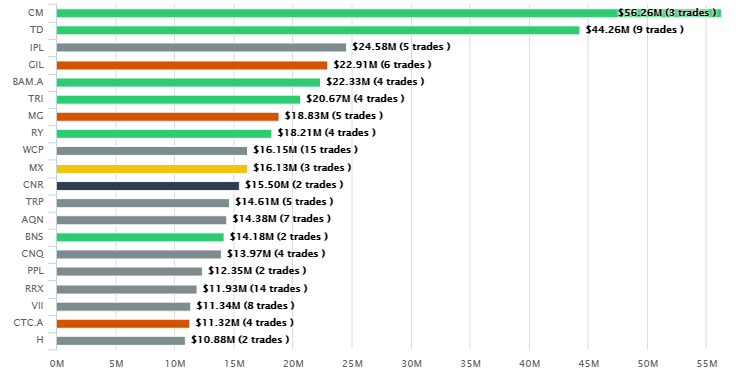 CM $56.26M (3 trades )
TD $44.26M (9 trades )
IPL $24.58M (5 trades )
GIL $22.91M (6 trades )
BAM.A $22.33M (4 trades )
TRI $20.67M (4 trades )
MG $18.83M (5 trades )
RY $18.21M (4 trades )
WCP $16.15M (15 trades )
MX $16.13M (3 trades )
CNR $15.50M (2 trades )
TRP $14.61M (5 trades )
AQN $14.38M (7 trades )
BNS $14.18M (2 trades )
CNQ $13.97M (4 trades )
PPL $12.35M (2 trades )
RRX $11.93M (14 trades )
VII $11.34M (8 trades )
CTC.A $11.32M (4 trades )
H $10.88M (2 trades )
0M 5M 10M 15M 20M 25M 30M 35M 40M 45M 50M 55M